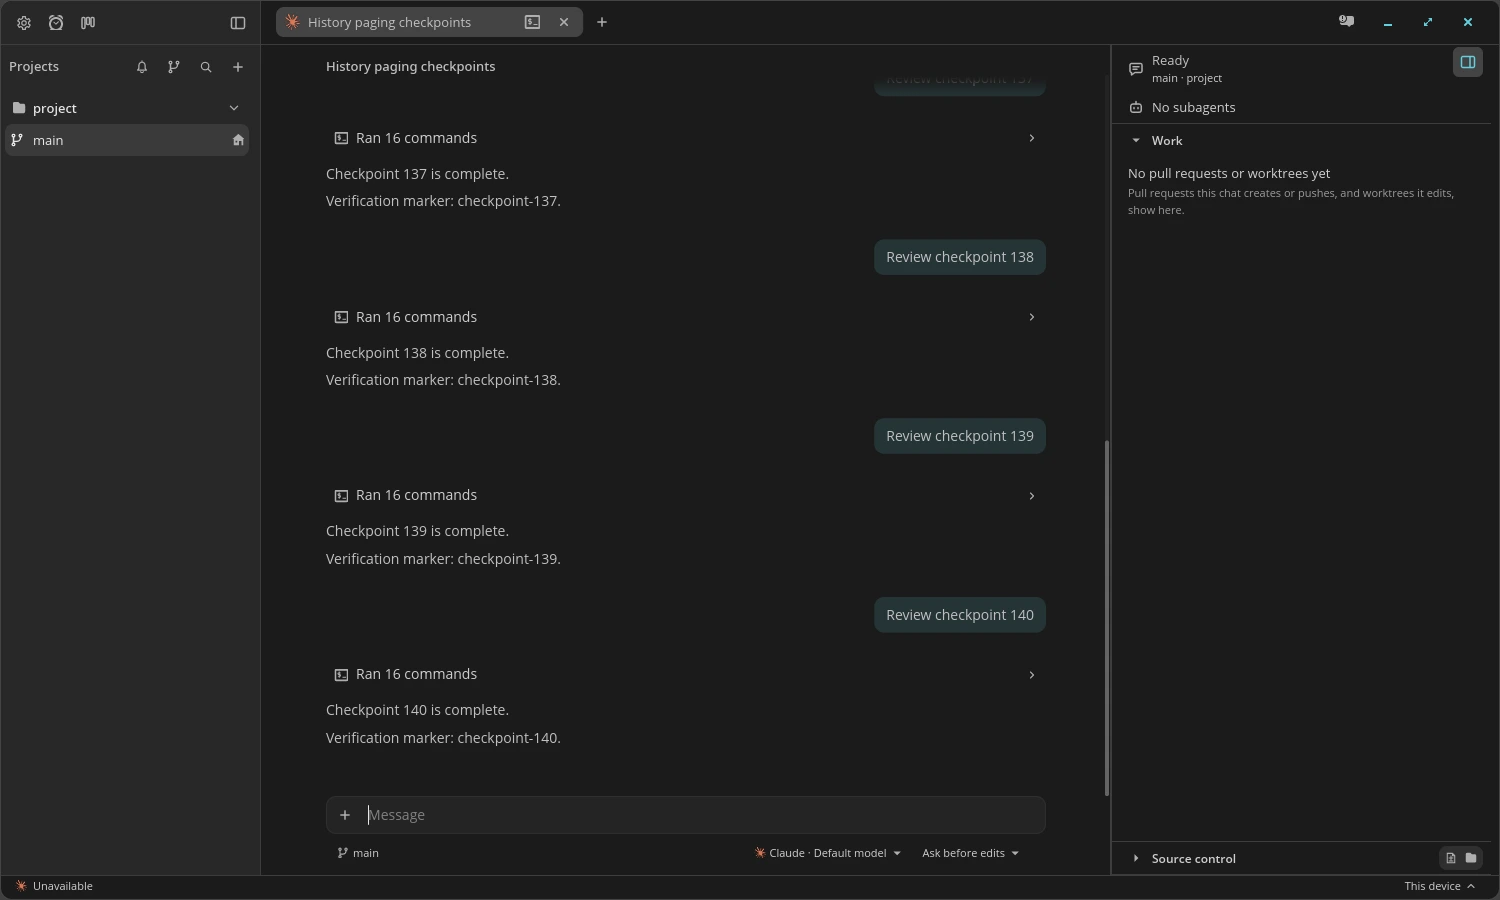 History paging checkpoints
Projects
project
main
History paging checkpoints
Review checkpoint 137
Ran 16 commands
Checkpoint 137 is complete.
Verification marker: checkpoint-137.
Review checkpoint 138
Ran 16 commands
Checkpoint 138 is complete.
Verification marker: checkpoint-138.
Review checkpoint 139
Ran 16 commands
Checkpoint 139 is complete.
Verification marker: checkpoint-139.
Review checkpoint 140
Ran 16 commands
Checkpoint 140 is complete.
Verification marker: checkpoint-140.
Message
main
Claude · Default model
Ask before edits
Ready
main · project
No subagents
Work
No pull requests or worktrees yet
Pull requests this chat creates or pushes, and worktrees it edits,
show here.
Source control
Unavailable
This device